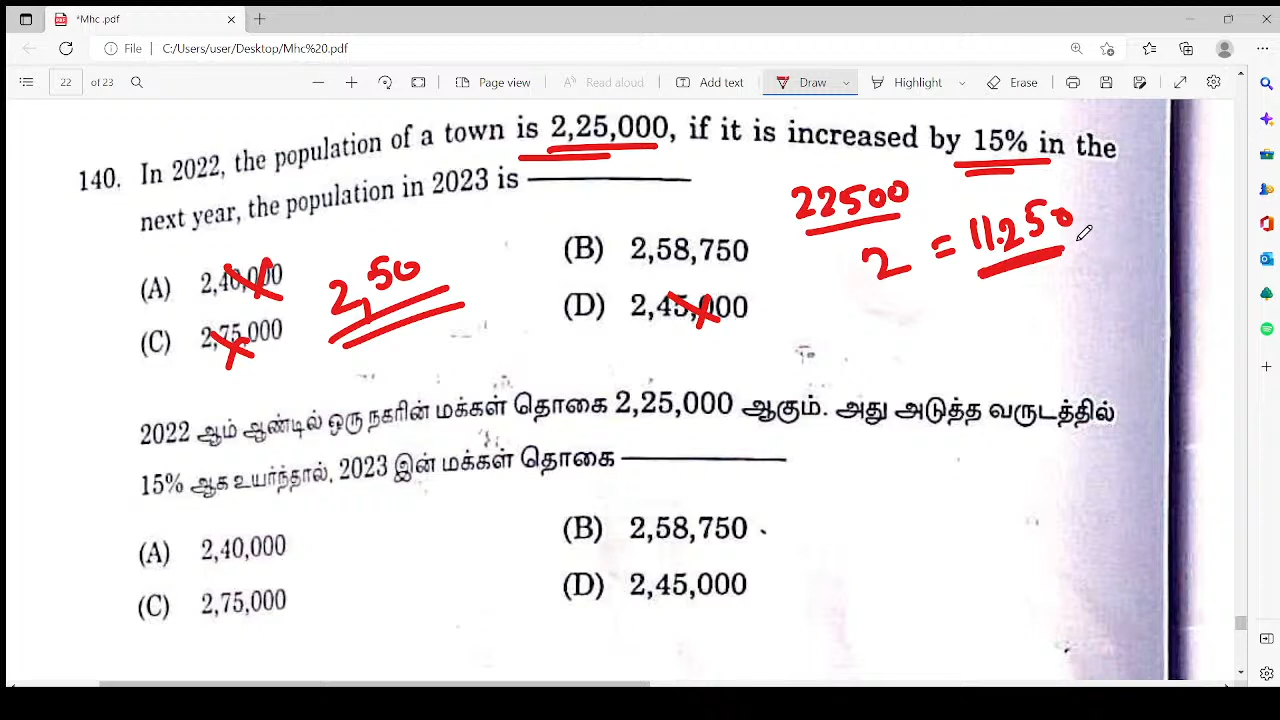 *Mhc .pdf
File
C:/Users/user/Desktop/Mhc%20.pdf
22 of 23
Page view
Read aloud
Add text
Draw
Highlight
Erase
140. In 2022, the population of a town is 2,25,000, if it is increased by 15% in the
next year, the population in 2023 is
22500
2 = 11.250
(A) 2,40,000
(B) 2,58,750
2,50
(C) 2,75,000
(D) 2,45,000
2022 ஆம் ஆண்டில் ஒரு நகரின் மக்கள் தொகை 2,25,000 ஆகும். அது அடுத்த வருடத்தில்
15% ஆக உயர்ந்தால், 2023 இன் மக்கள் தொகை
(A) 2,40,000
(B) 2,58,750
(C) 2,75,000
(D) 2,45,000